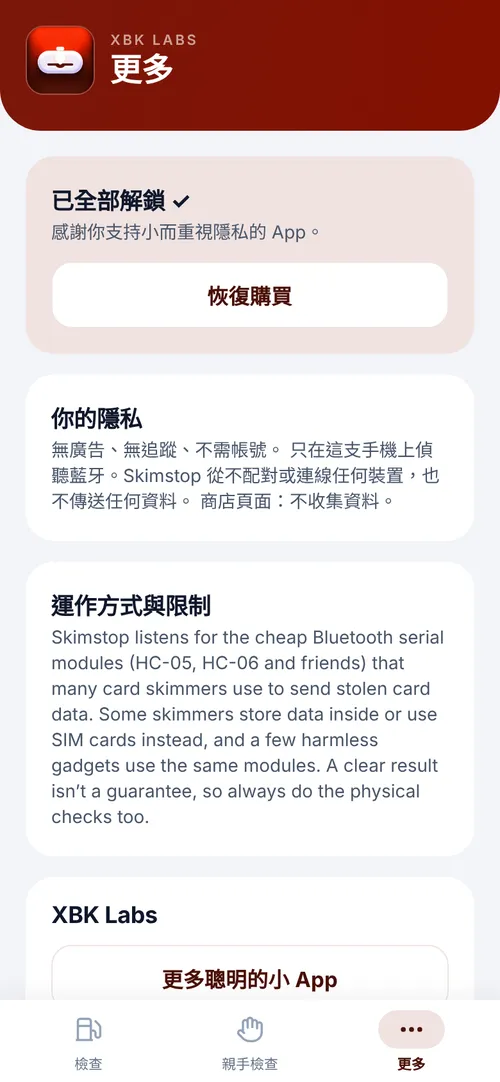 XBK LABS
更多
已全部解鎖 ✓
感謝你支持小而重視隱私的 App。
恢復購買
你的隱私
無廣告、無追蹤、不需帳號。 只在這支手機上偵
聽藍牙。Skimstop 從不配對或連線任何裝置，也
不傳送任何資料。 商店頁面：不收集資料。
運作方式與限制
Skimstop listens for the cheap Bluetooth serial
modules (HC-05, HC-06 and friends) that
many card skimmers use to send stolen card
data. Some skimmers store data inside or use
SIM cards instead, and a few harmless
gadgets use the same modules. A clear result
isn’t a guarantee, so always do the physical
checks too.
XBK Labs
更多聰明的小 App
檢查
親手檢查
更多